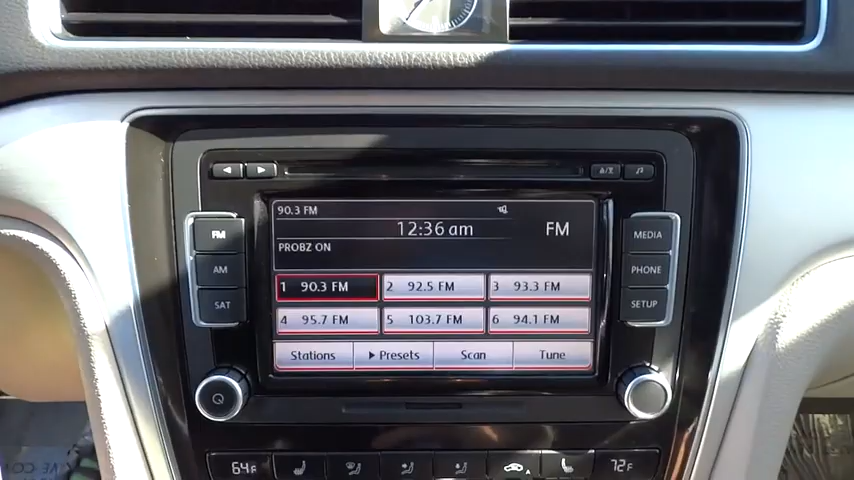 90.3 FM
12:36 am
FM
PROBZ ON
FM
AM
SAT
MEDIA
PHONE
SETUP
1 90.3 FM
2 92.5 FM
3 93.3 FM
4 95.7 FM
5 103.7 FM
6 94.1 FM
Stations
Presets
Scan
Tune
64F
A
72F